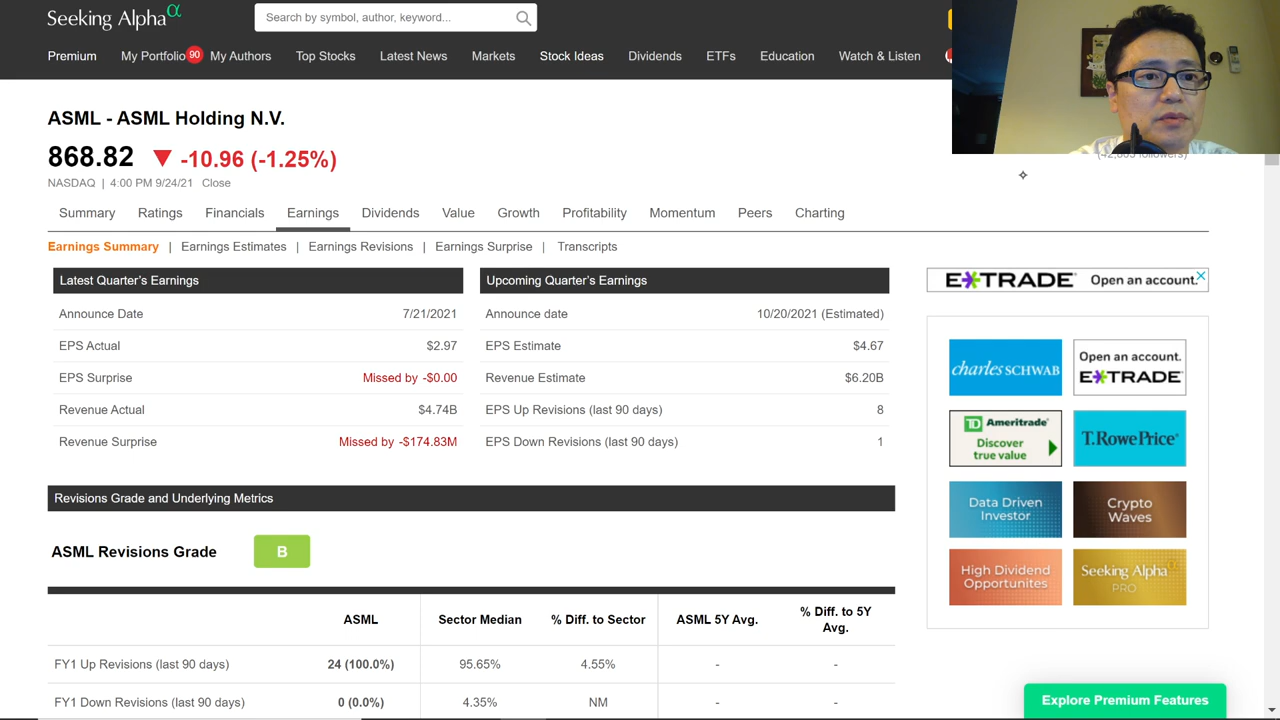 Seeking Alpha α
Search by symbol, author, keyword...
Premium My Portfolio 90 My Authors Top Stocks Latest News Markets Stock Ideas Dividends ETFs Education Watch & Listen
ASML - ASML Holding N.V.
868.82 ▼ -10.96 (-1.25%)
NASDAQ | 4:00 PM 9/24/21 Close
Summary Ratings Financials Earnings Dividends Value Growth Profitability Momentum Peers Charting
Earnings Summary | Earnings Estimates | Earnings Revisions | Earnings Surprise | Transcripts
Latest Quarter's Earnings
Announce Date 7/21/2021
EPS Actual $2.97
EPS Surprise Missed by -$0.00
Revenue Actual $4.74B
Revenue Surprise Missed by -$174.83M
Upcoming Quarter's Earnings
Announce date 10/20/2021 (Estimated)
EPS Estimate $4.67
Revenue Estimate $6.20B
EPS Up Revisions (last 90 days) 8
EPS Down Revisions (last 90 days) 1
E*TRADE Open an account.
charles SCHWAB
Open an account.
E*TRADE
TD Ameritrade
Discover
true value
T.RowePrice
Data Driven
Investor
Crypto
Waves
High Dividend
Opportunites
Seeking Alpha α
PRO
Revisions Grade and Underlying Metrics
ASML Revisions Grade B
ASML Sector Median % Diff. to Sector ASML 5Y Avg. % Diff. to 5Y
Avg.
FY1 Up Revisions (last 90 days) 24 (100.0%) 95.65% 4.55% - -
FY1 Down Revisions (last 90 days) 0 (0.0%) 4.35% NM - -
Explore Premium Features